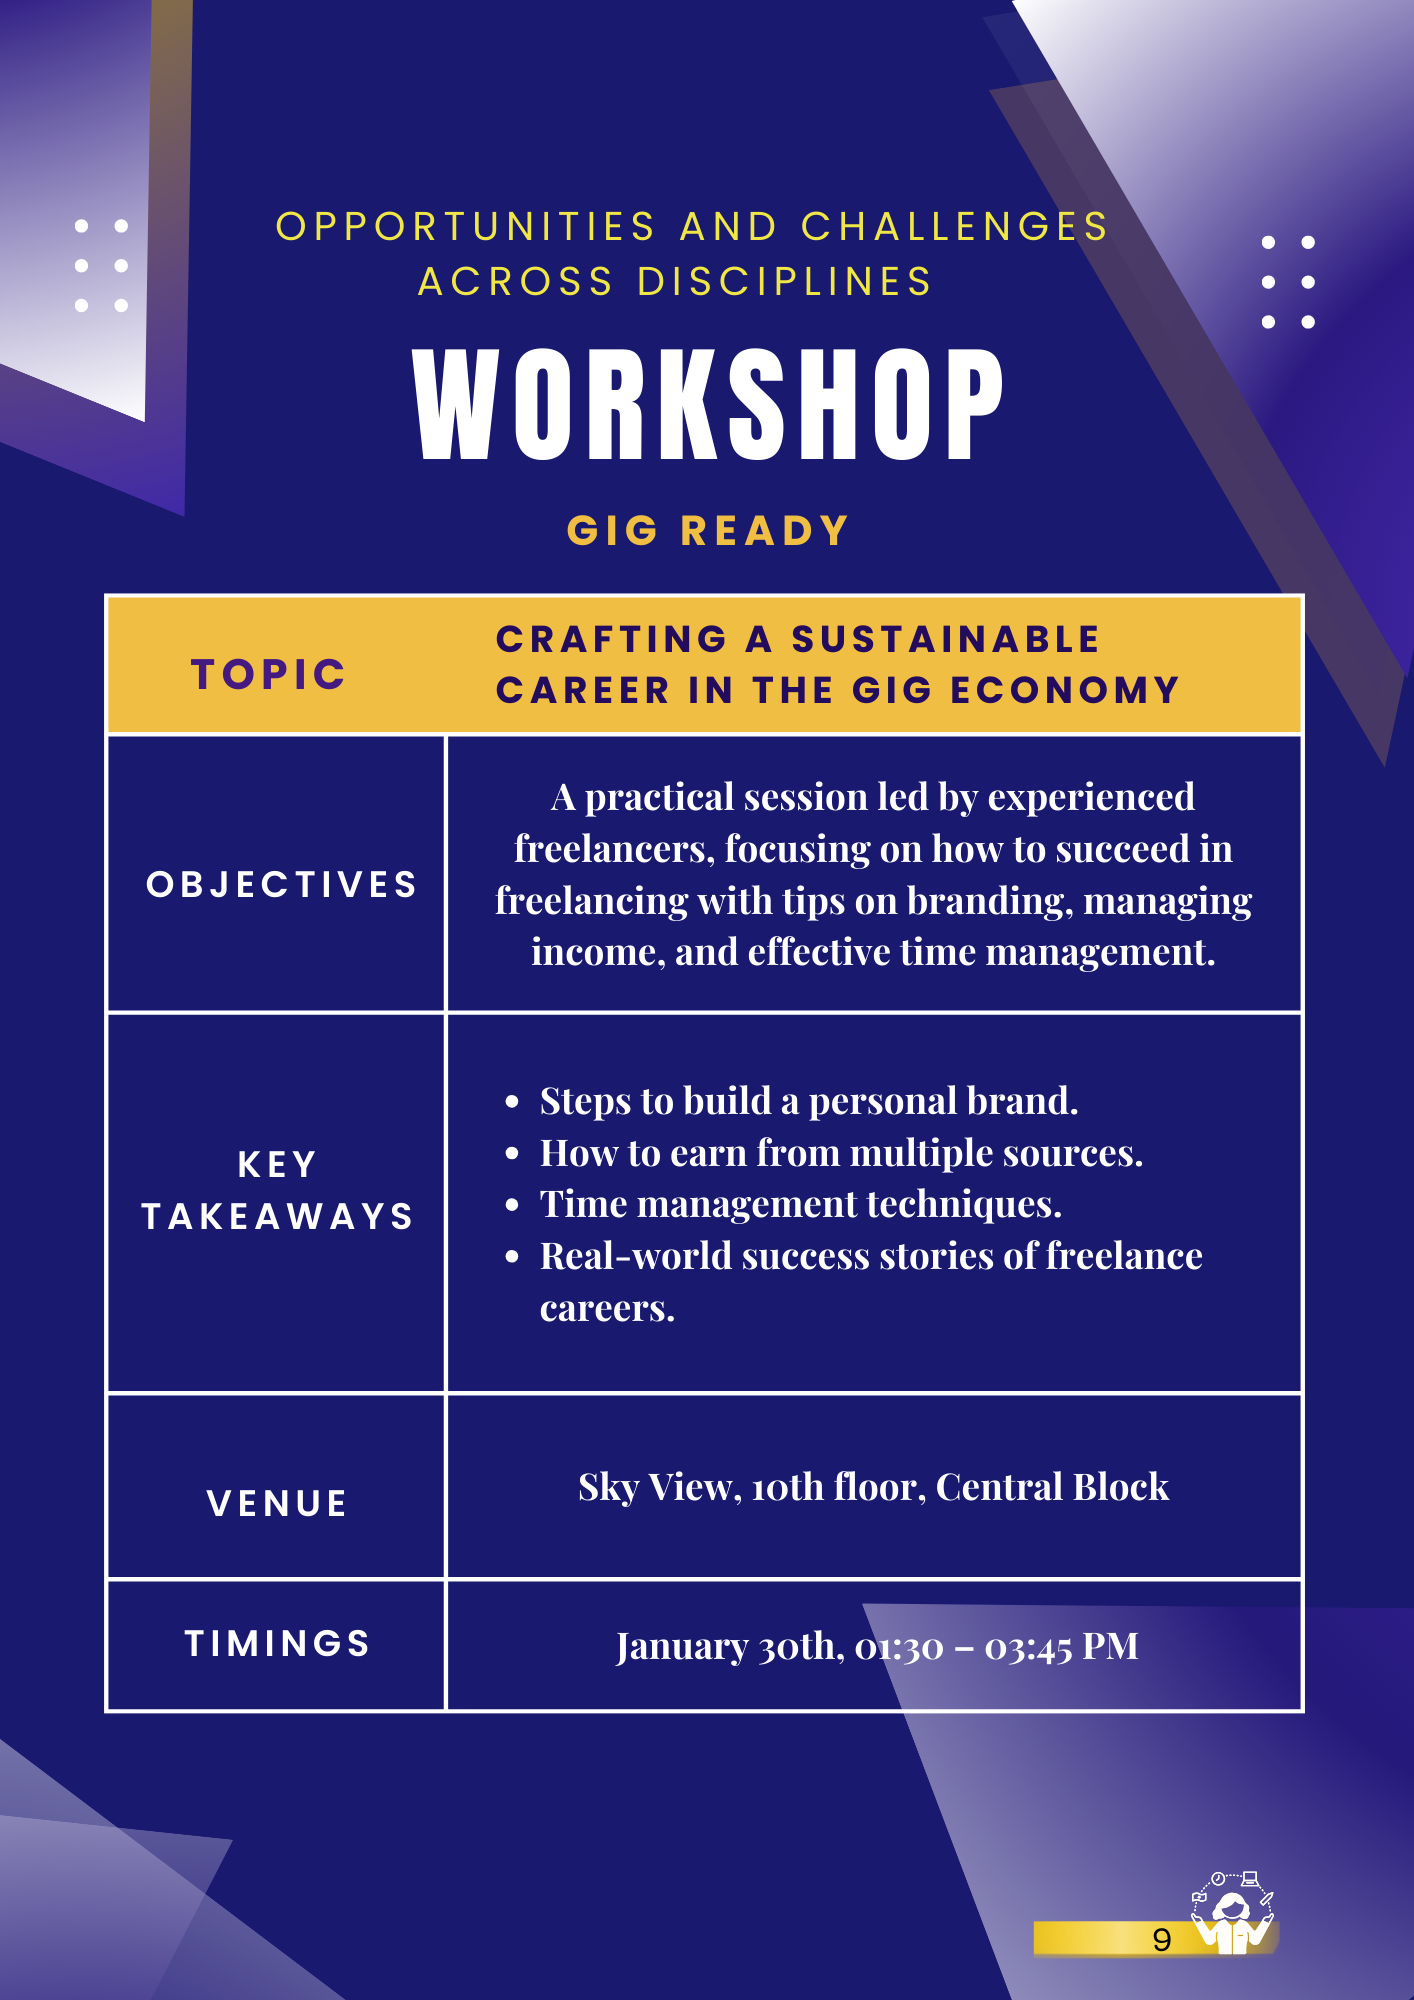 OPPORTUNITIES AND CHALLENGES
ACROSS DISCIPLINES
WORKSHOP
GIG READY
TOPIC
CRAFTING A SUSTAINABLE
CAREER IN THE GIG ECONOMY
OBJECTIVES
A practical session led by experienced
freelancers, focusing on how to succeed in
freelancing with tips on branding, managing
income, and effective time management.
KEY
TAKEAWAYS
• Steps to build a personal brand.
• How to earn from multiple sources.
• Time management techniques.
• Real-world success stories of freelance
careers.
VENUE
Sky View, 10th floor, Central Block
TIMINGS
January 30th, 01:30 – 03:45 PM
9